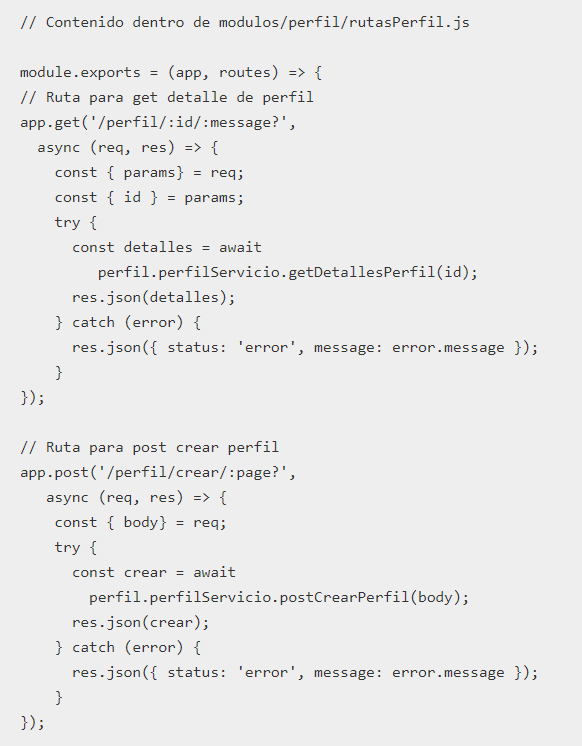 // Contenido dentro de modulos/perfil/rutasPerfil.js

module.exports = (app, routes) => {
// Ruta para get detalle de perfil
app.get('/perfil/:id/:message?',
  async (req, res) => {
    const { params} = req;
    const { id } = params;
    try {
      const detalles = await
         perfil.perfilServicio.getDetallesPerfil(id);
      res.json(detalles);
    } catch (error) {
      res.json({ status: 'error', message: error.message });
    }
});

// Ruta para post crear perfil
app.post('/perfil/crear/:page?',
   async (req, res) => {
    const { body} = req;
    try {
      const crear = await
        perfil.perfilServicio.postCrearPerfil(body);
      res.json(crear);
    } catch (error) {
      res.json({ status: 'error', message: error.message });
    }
});